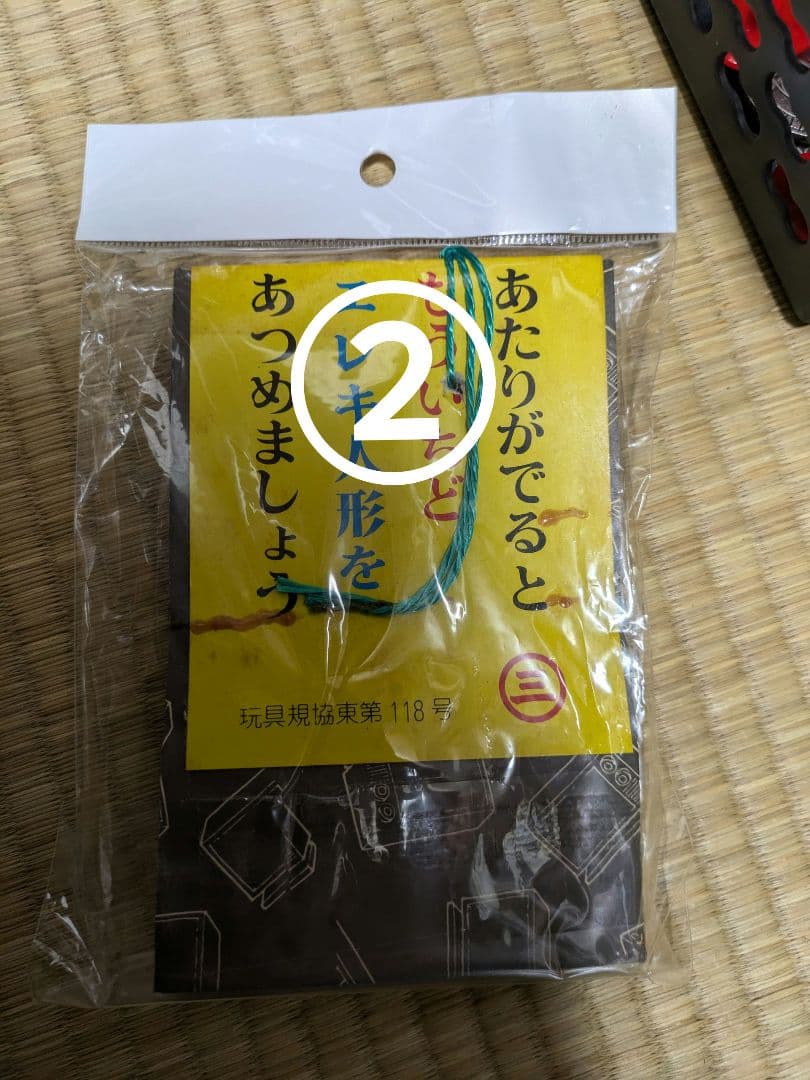 あたりがでると
もういちど
エレキ人形を
あつめましょう
三
玩具規協東第118号
②